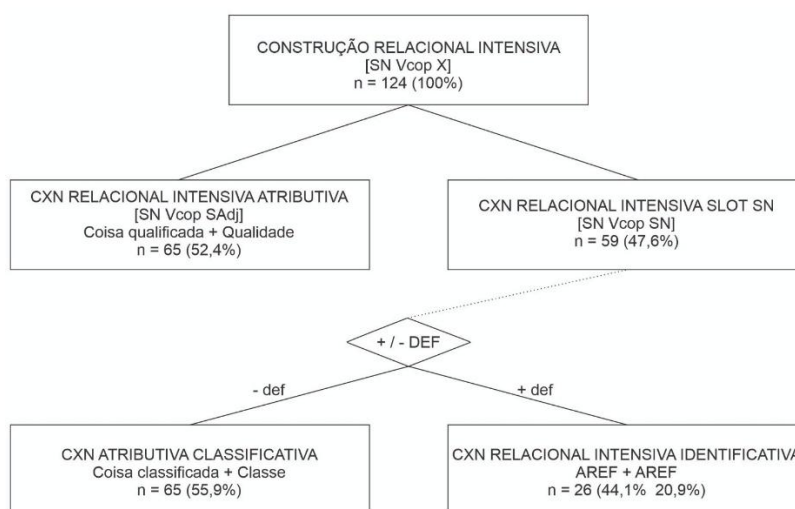 CONSTRUÇÃO RELACIONAL INTENSIVA
[SN Vcop X]
n = 124 (100%)
CXN RELACIONAL INTENSIVA ATRIBUTIVA
[SN Vcop SAdj]
Coisa qualificada + Qualidade
n = 65 (52,4%)
CXN RELACIONAL INTENSIVA SLOT SN
[SN Vcop SN]
n = 59 (47,6%)
+ / - DEF
- def
+ def
CXN ATRIBUTIVA CLASSIFICATIVA
Coisa classificada + Classe
n = 65 (55,9%)
CXN RELACIONAL INTENSIVA IDENTIFICATIVA
AREF + AREF
n = 26 (44,1% 20,9%)